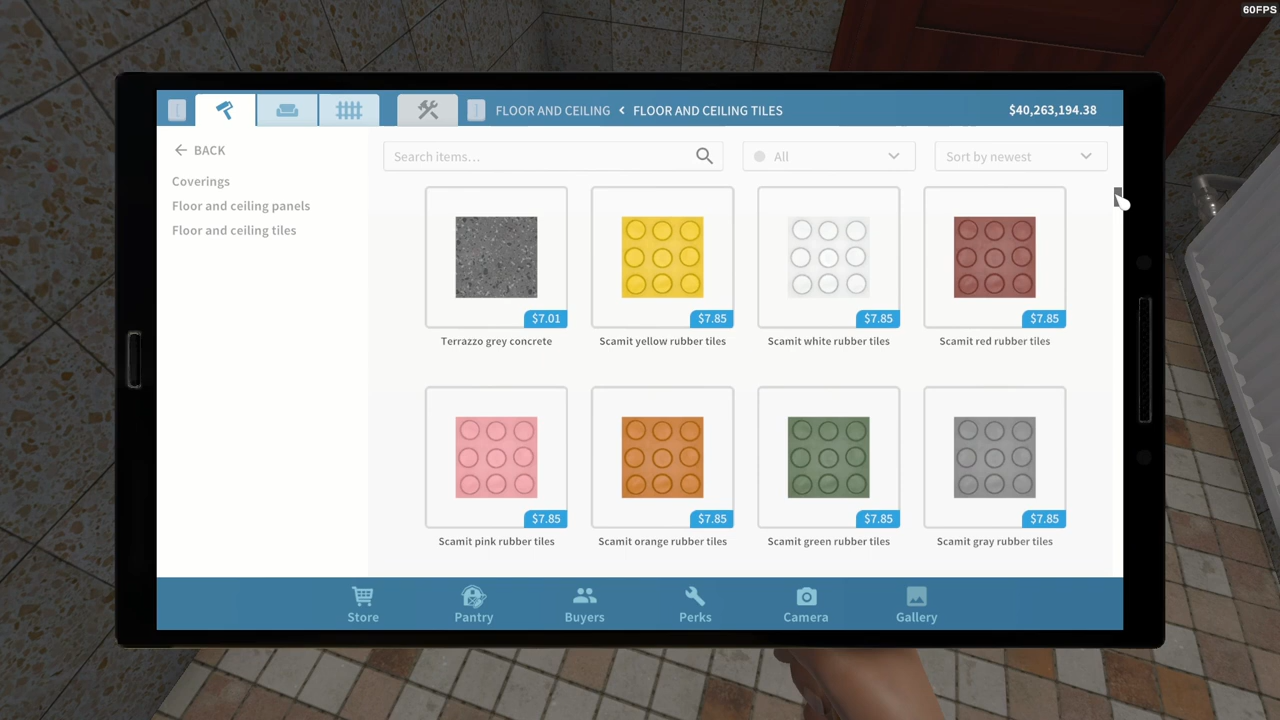 60FPS
FLOOR AND CEILING < FLOOR AND CEILING TILES
$40,263,194.38
BACK
Search items...
All
Sort by newest
Coverings
Floor and ceiling panels
Floor and ceiling tiles
$7.01
$7.85
$7.85
$7.85
Terrazzo grey concrete
Scamit yellow rubber tiles
Scamit white rubber tiles
Scamit red rubber tiles
$7.85
$7.85
$7.85
$7.85
Scamit pink rubber tiles
Scamit orange rubber tiles
Scamit green rubber tiles
Scamit gray rubber tiles
Store
Pantry
Buyers
Perks
Camera
Gallery